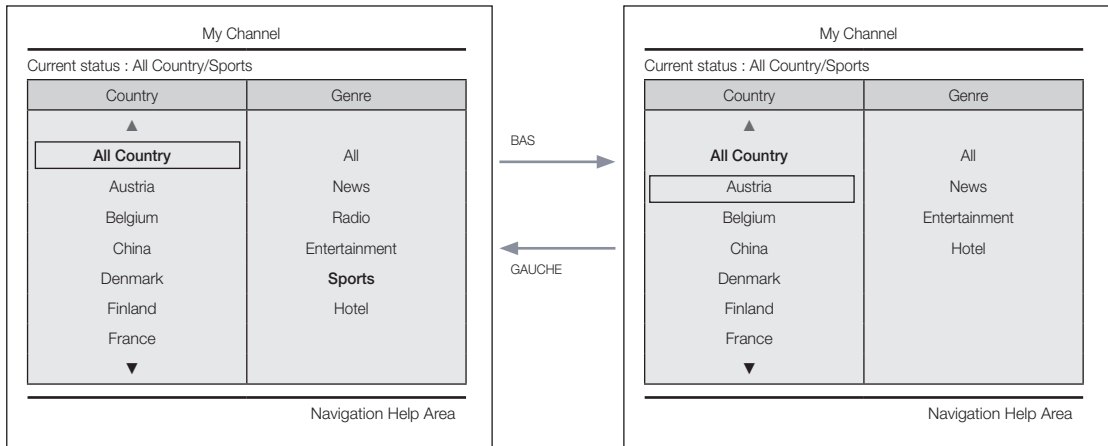 My Channel
Current status : All Country/Sports
Country Genre
▲
All Country All
Austria News
Belgium Radio
China Entertainment
Denmark Sports
Finland Hotel
France
▼
Navigation Help Area
BAS
GAUCHE
My Channel
Current status : All Country/Sports
Country Genre
▲
All Country All
Austria News
Belgium Entertainment
China Hotel
Denmark
Finland
France
▼
Navigation Help Area